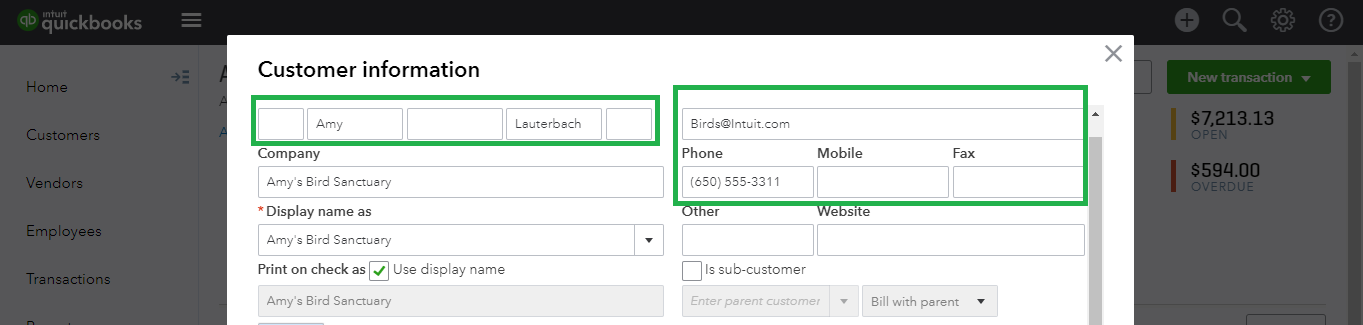 intuit
quickbooks
Customer information
Home
Customers
Vendors
Employees
Transactions
A
A
A
New transaction
$7,213.13
OPEN
$594.00
OVERDUE
Amy Lauterbach
Company
Amy's Bird Sanctuary
* Display name as
Amy's Bird Sanctuary
Print on check as Use display name
Amy's Bird Sanctuary
Birds@Intuit.com
Phone Mobile Fax
(650) 555-3311
Other Website
Is sub-customer
Enter parent customer Bill with parent